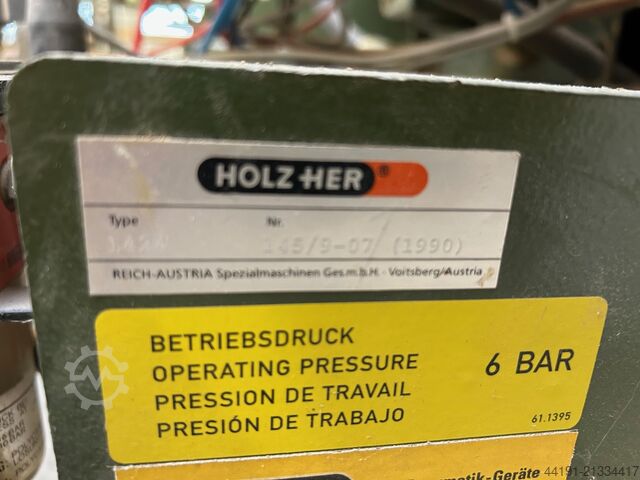 HOLZ-HER®
Type Nr.
145/9-07 (1990)
REICH-AUSTRIA Spezialmaschinen Ges.m.b.H. - Voitsberg/Austria
BETRIEBSDRUCK
OPERATING PRESSURE 6 BAR
PRESSION DE TRAVAIL
PRESIÓN DE TRABAJO 61.1395
matik-Geräte
44191-21334417